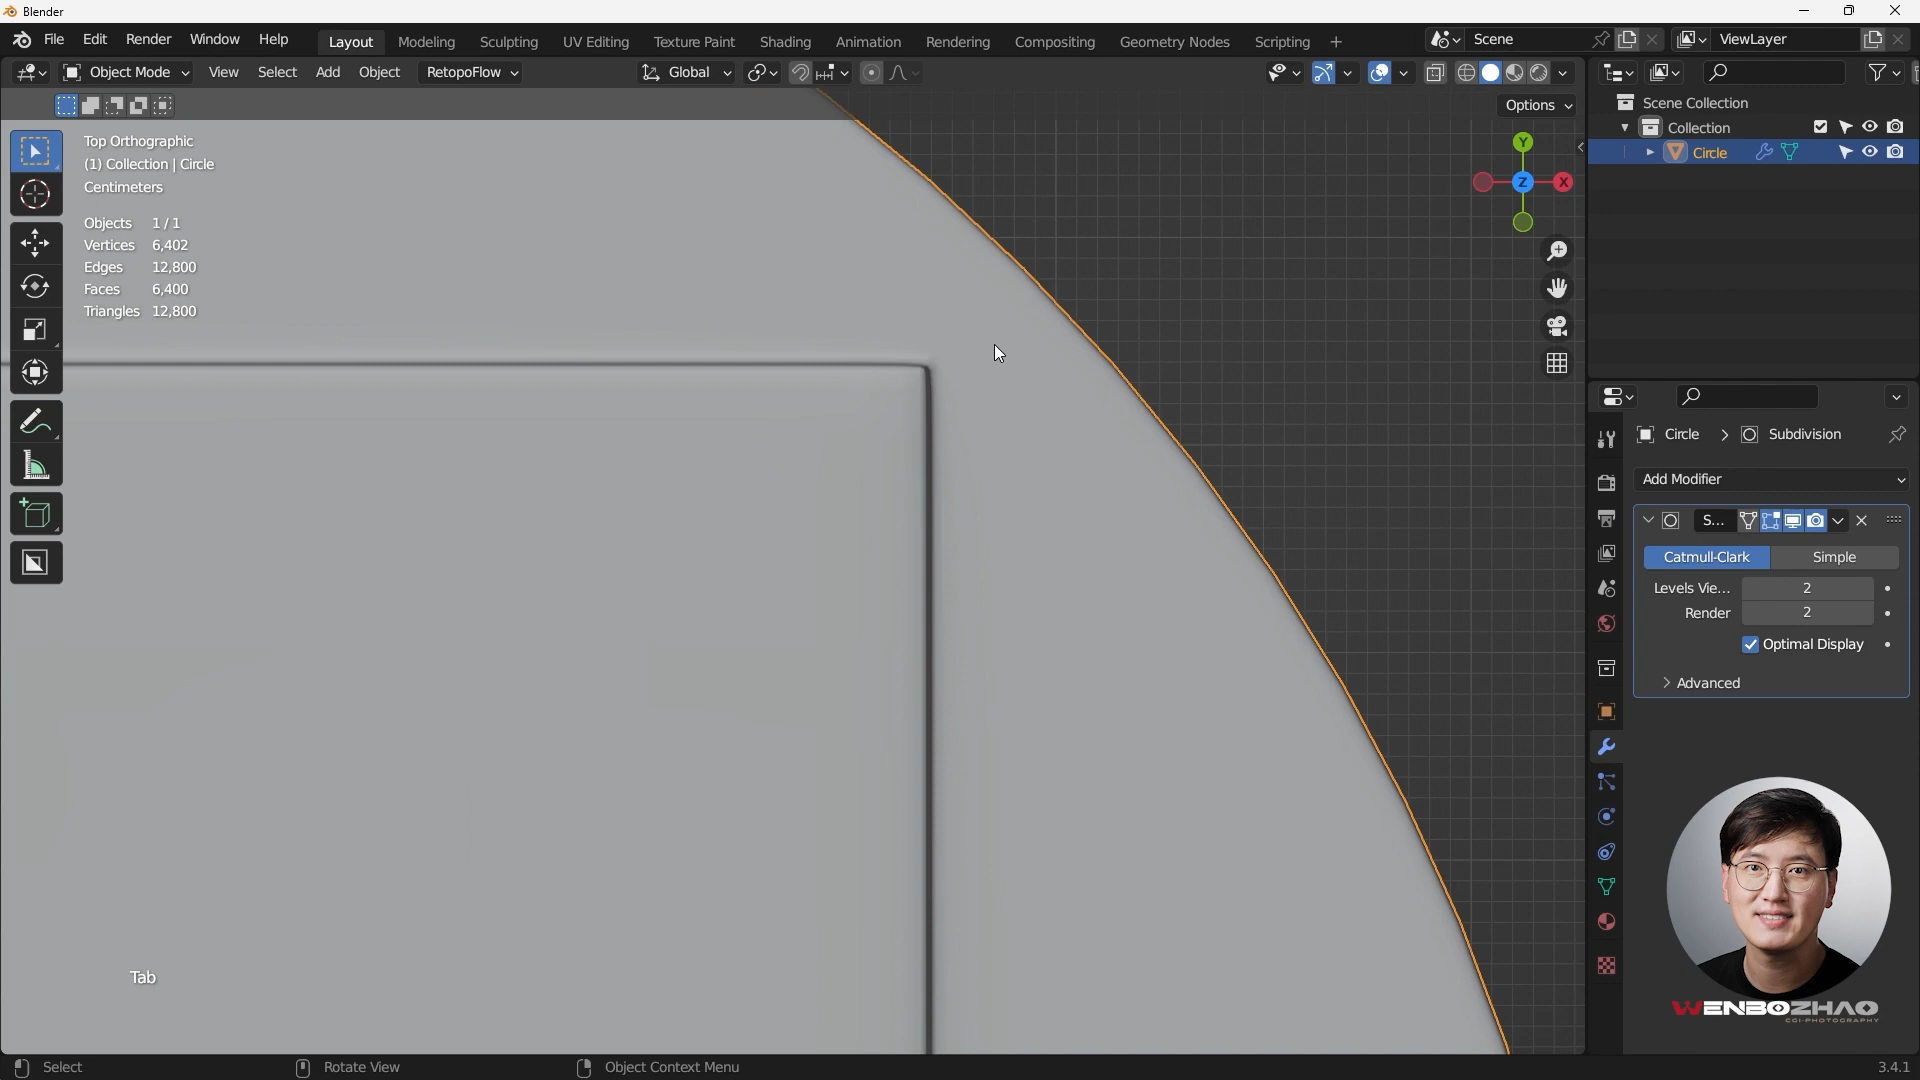 Blender
File Edit Render Window Help Layout Modeling Sculpting UV Editing Texture Paint Shading Animation Rendering Compositing Geometry Nodes Scripting Scene ViewLayer
Object Mode View Select Add Object RetopoFlow Global
Options
Top Orthographic
(1) Collection | Circle
Centimeters
Objects 1/1
Vertices 6,402
Edges 12,800
Faces 6,400
Triangles 12,800
Y
Z
X
Tab
Scene Collection
Collection
Circle
Circle > Subdivision
Add Modifier
S...
Catmull-Clark Simple
Levels Vie... 2
Render 2
Optimal Display
Advanced
WENBOZHAO
CGI-PHOTOGRAPHY
Select Rotate View Object Context Menu 3.4.1